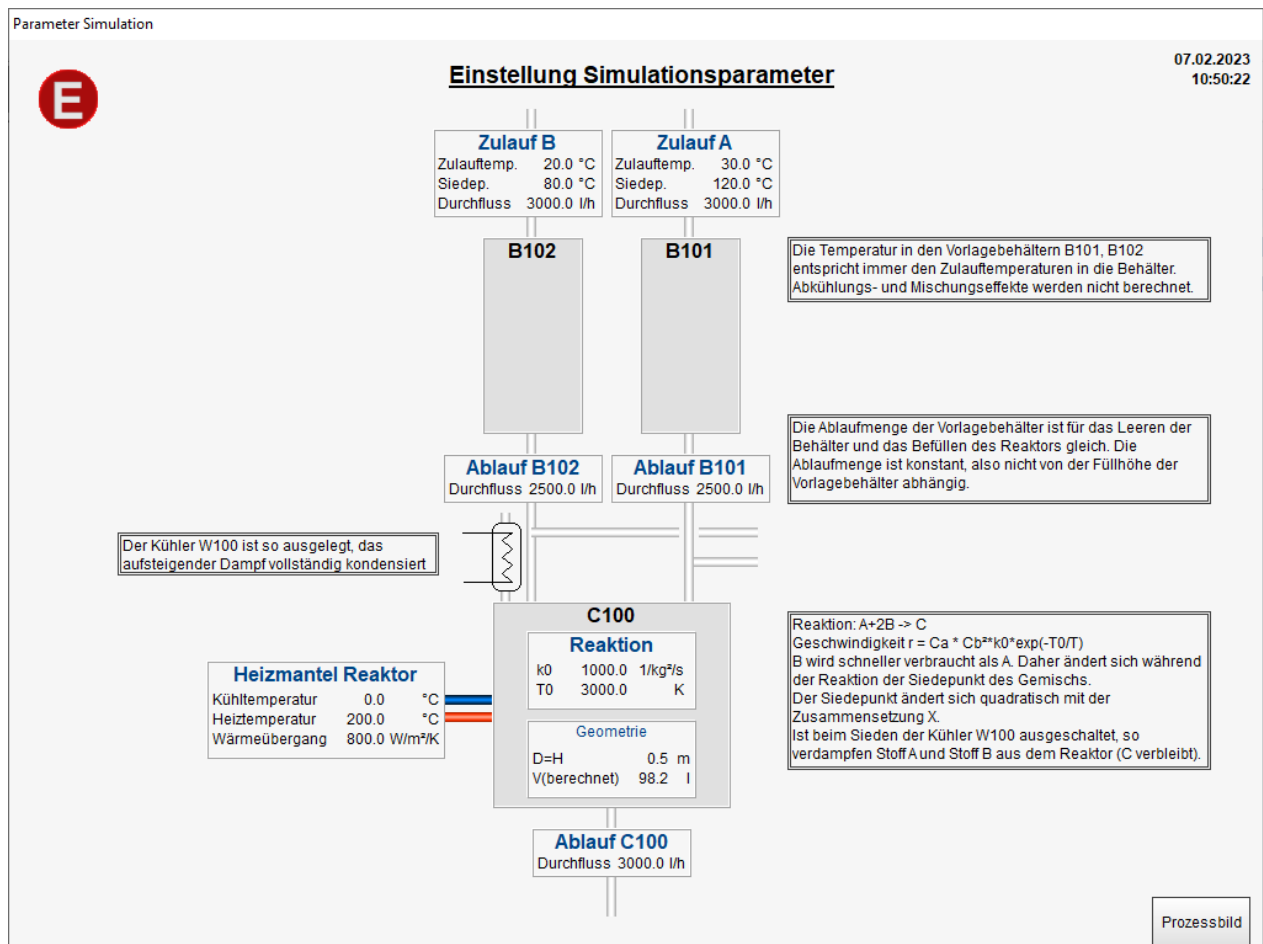 Parameter Simulation
Einstellung Simulationsparameter
07.02.2023
10:50:22
E
Zulauf B
Zulauftemp. 20.0 °C
Siedep. 80.0 °C
Durchfluss 3000.0 l/h
Zulauf A
Zulauftemp. 30.0 °C
Siedep. 120.0 °C
Durchfluss 3000.0 l/h
B102
B101
Die Temperatur in den Vorlagebehältern B101, B102
entspricht immer den Zulauftemperaturen in die Behälter.
Abkühlungs- und Mischungseffekte werden nicht berechnet.
Die Ablaufmenge der Vorlagebehälter ist für das Leeren der
Behälter und das Befüllen des Reaktors gleich. Die
Ablaufmenge ist konstant, also nicht von der Füllhöhe der
Vorlagebehälter abhängig.
Ablauf B102
Durchfluss 2500.0 l/h
Ablauf B101
Durchfluss 2500.0 l/h
Der Kühler W100 ist so ausgelegt, das
aufsteigender Dampf vollständig kondensiert
C100
Reaktion
k0 1000.0 1/kg²/s
T0 3000.0 K
Geometrie
D=H 0.5 m
V(berechnet) 98.2 l
Reaktion: A+2B -> C
Geschwindigkeit r = Ca * Cb²*k0*exp(-T0/T)
B wird schneller verbraucht als A. Daher ändert sich während
der Reaktion der Siedepunkt des Gemischs.
Der Siedepunkt ändert sich quadratisch mit der
Zusammensetzung X.
Ist beim Sieden der Kühler W100 ausgeschaltet, so
verdampfen Stoff A und Stoff B aus dem Reaktor (C verbleibt).
Heizmantel Reaktor
Kühltemperatur 0.0 °C
Heiztemperatur 200.0 °C
Wärmeübergang 800.0 W/m²/K
Ablauf C100
Durchfluss 3000.0 l/h
Prozessbild